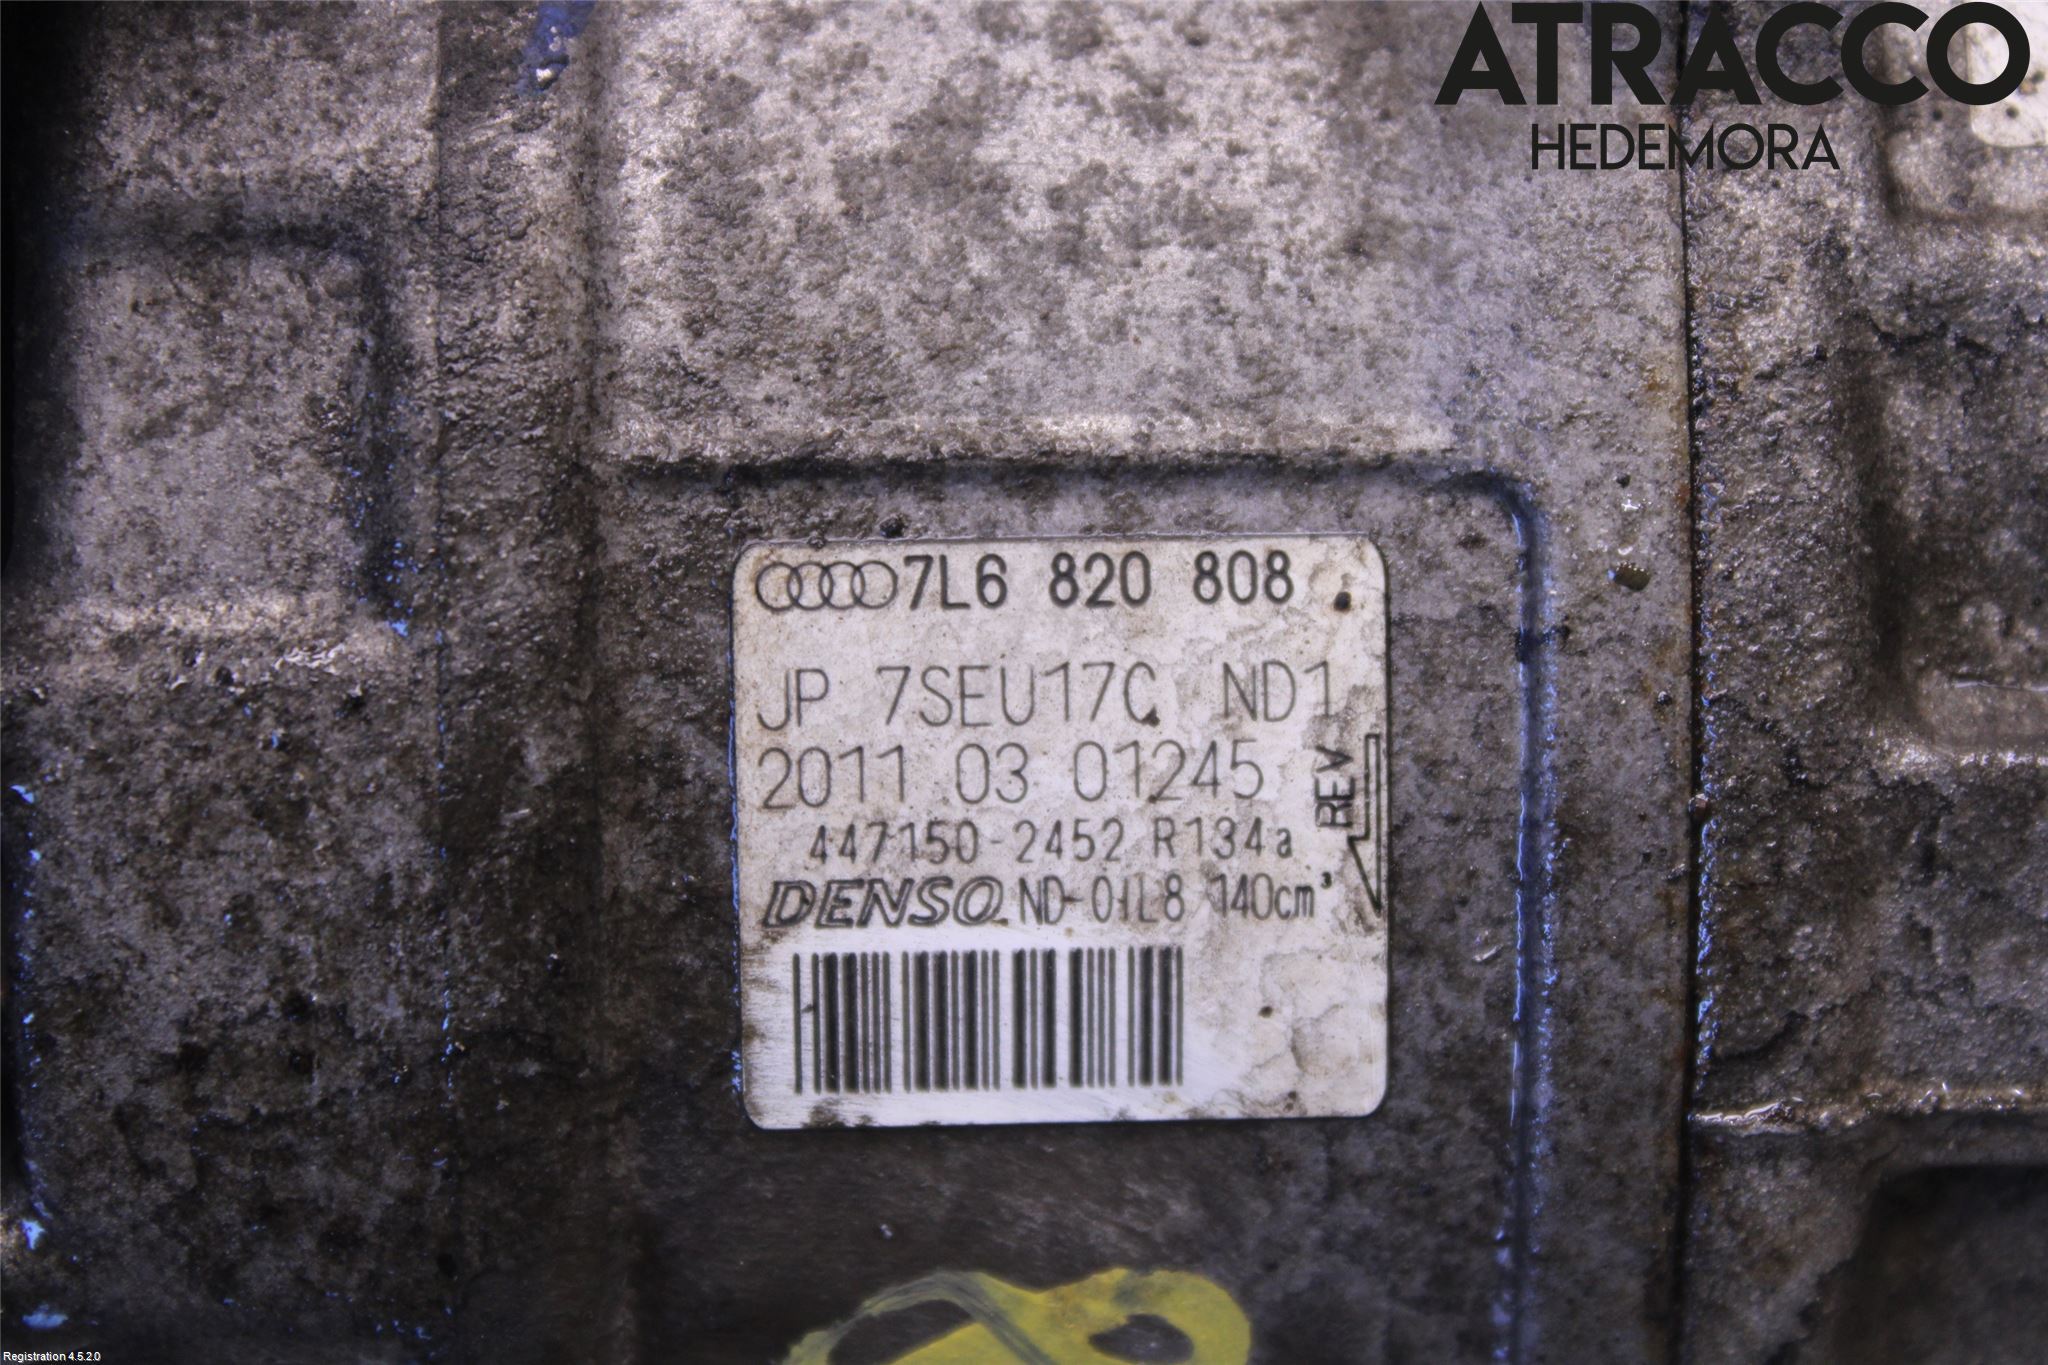 ATRACCO
HEDEMORA
7L6 820 808
JP 7SEU17C ND1
2011 03 01245
REV
447150-2452 R134a
DENSO ND-OIL8 140cm³
Registration 4.5.2.0